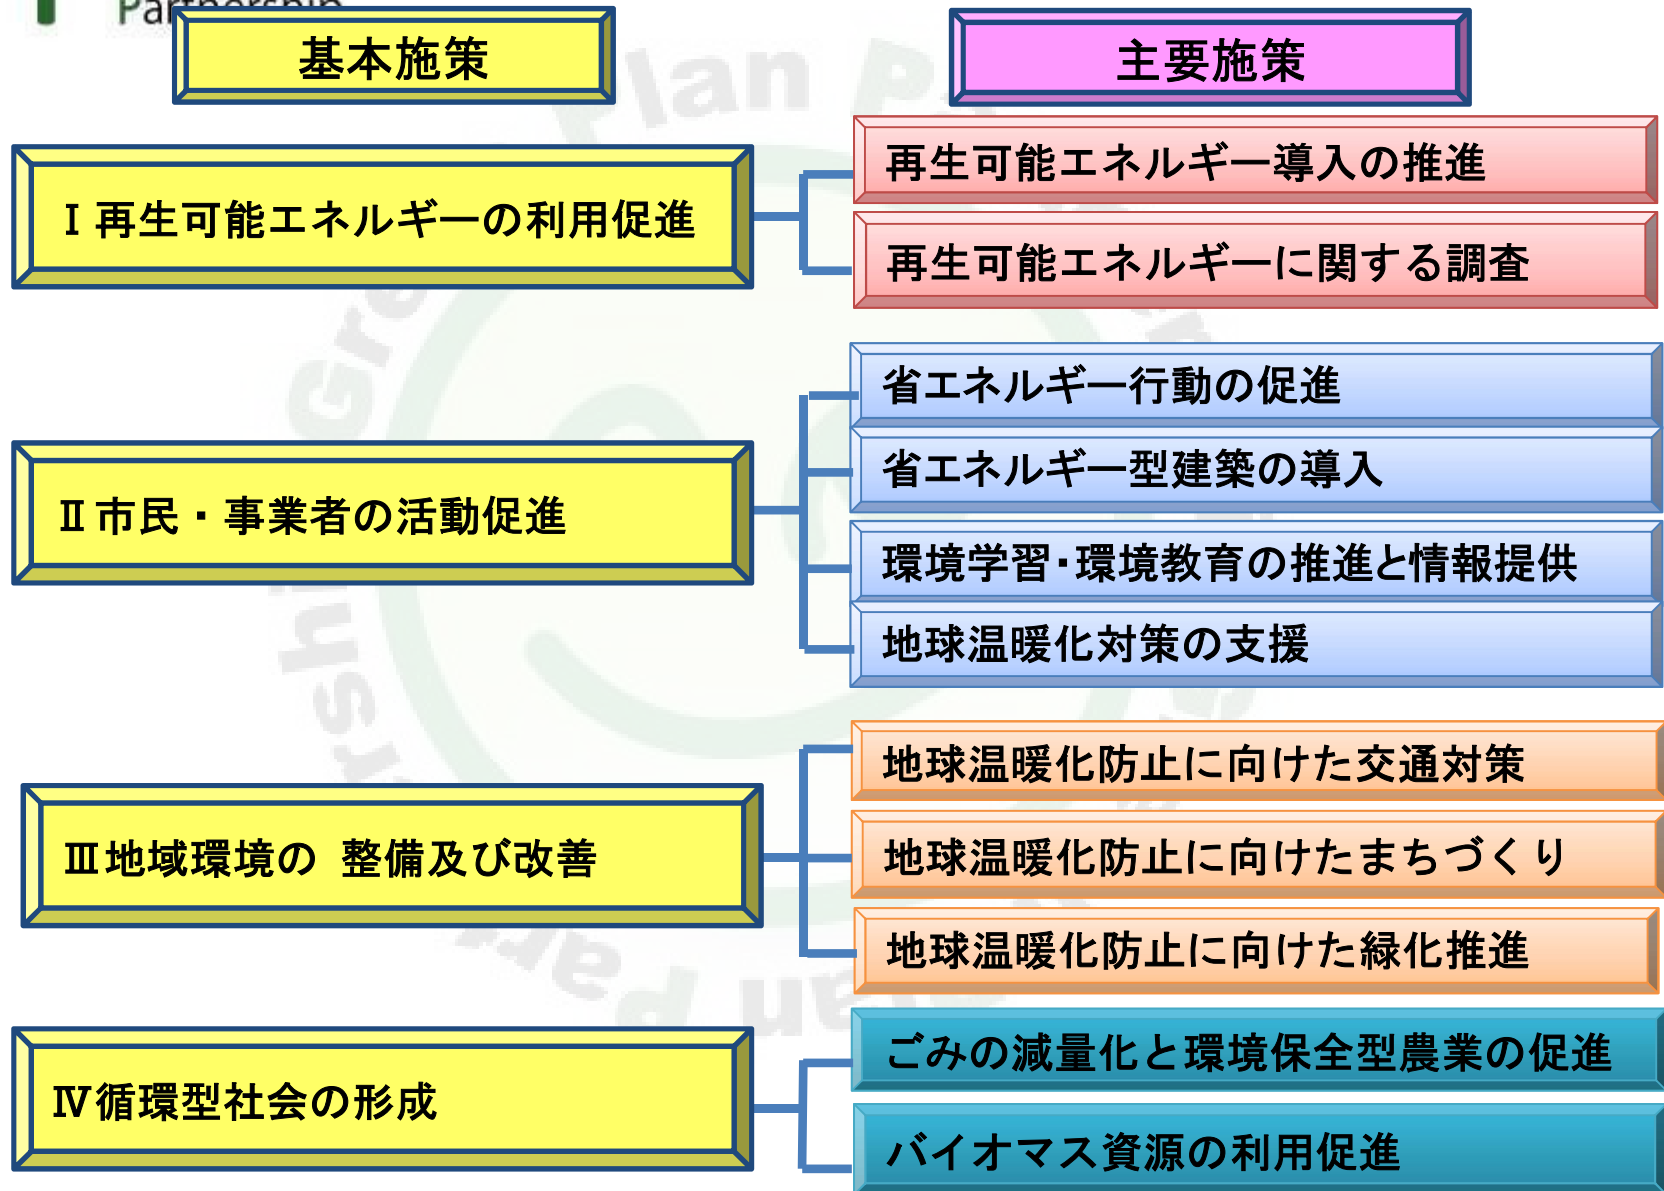 Partnership
基本施策
主要施策
Ⅰ再生可能エネルギーの利用促進
再生可能エネルギー導入の推進
再生可能エネルギーに関する調査
Ⅱ市民・事業者の活動促進
省エネルギー行動の促進
省エネルギー型建築の導入
環境学習・環境教育の推進と情報提供
地球温暖化対策の支援
Ⅲ地域環境の 整備及び改善
地球温暖化防止に向けた交通対策
地球温暖化防止に向けたまちづくり
地球温暖化防止に向けた緑化推進
Ⅳ循環型社会の形成
ごみの減量化と環境保全型農業の促進
バイオマス資源の利用促進